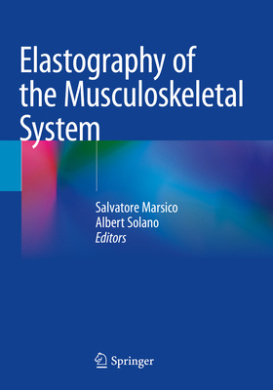 Elastography of
the Musculoskeletal
System
Salvatore Marsico
Albert Solano
Editors
Springer